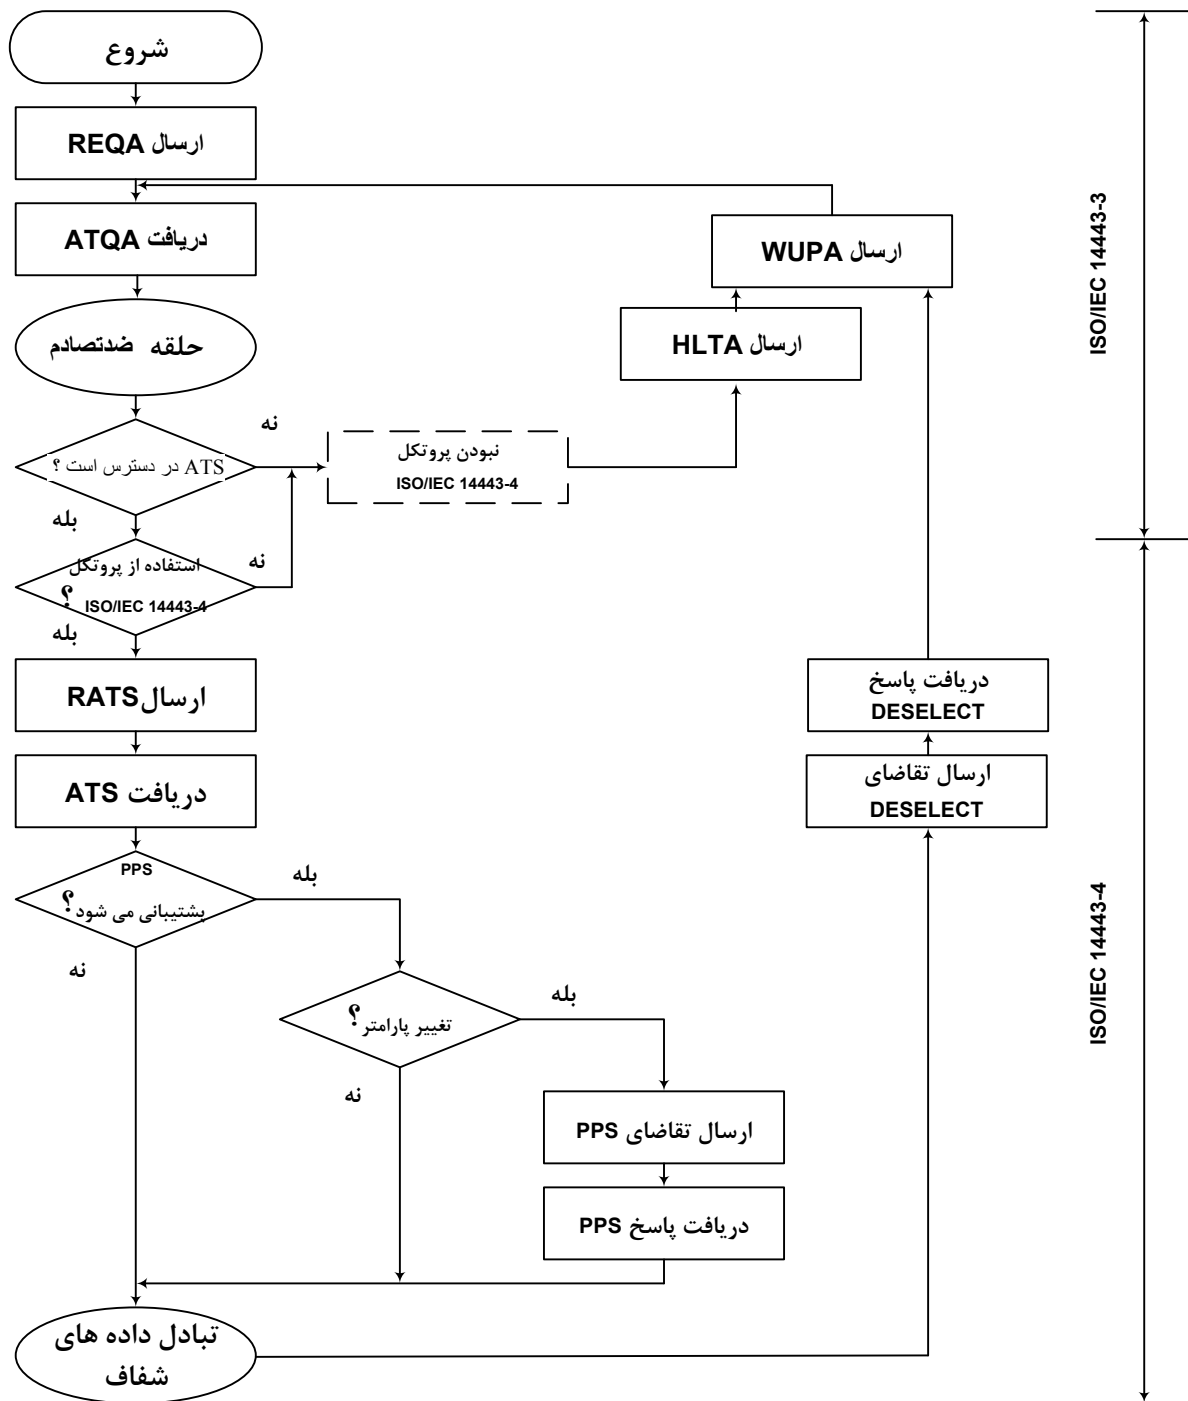 شروع
ارسال REQA
دریافت ATQA
ارسال WUPA
حلقه ضدتصادم
ارسال HLTA
ATS در دسترس است ؟
نه
نبودن پروتکل
ISO/IEC 14443-4
بله
استفاده از پروتکل
ISO/IEC 14443-4 ؟
نه
بله
ارسال RATS
دریافت پاسخ
DESELECT
دریافت ATS
ارسال تقاضای
DESELECT
PPS
پشتیبانی می شود؟
بله
نه
تغییر پارامتر؟
بله
نه
ارسال تقاضای PPS
دریافت پاسخ PPS
تبادل داده های
شفاف
ISO/IEC 14443-3
ISO/IEC 14443-4